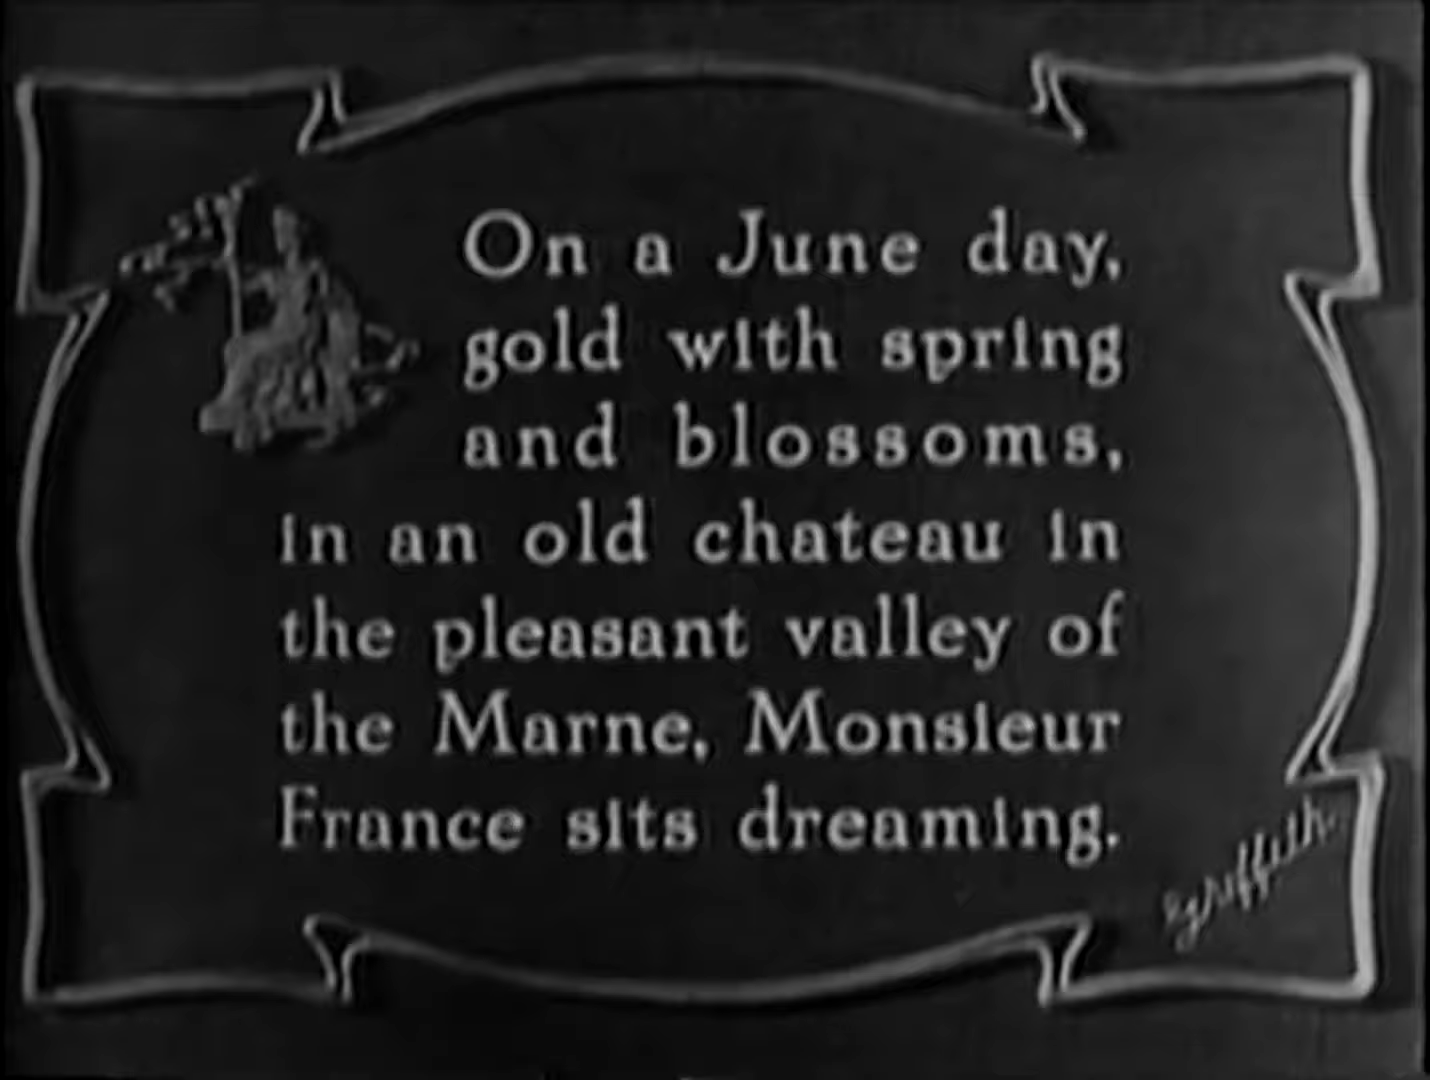 On a June day,
gold with spring
and blossoms,
in an old chateau in
the pleasant valley of
the Marne, Monsieur
France sits dreaming.
Griffith.